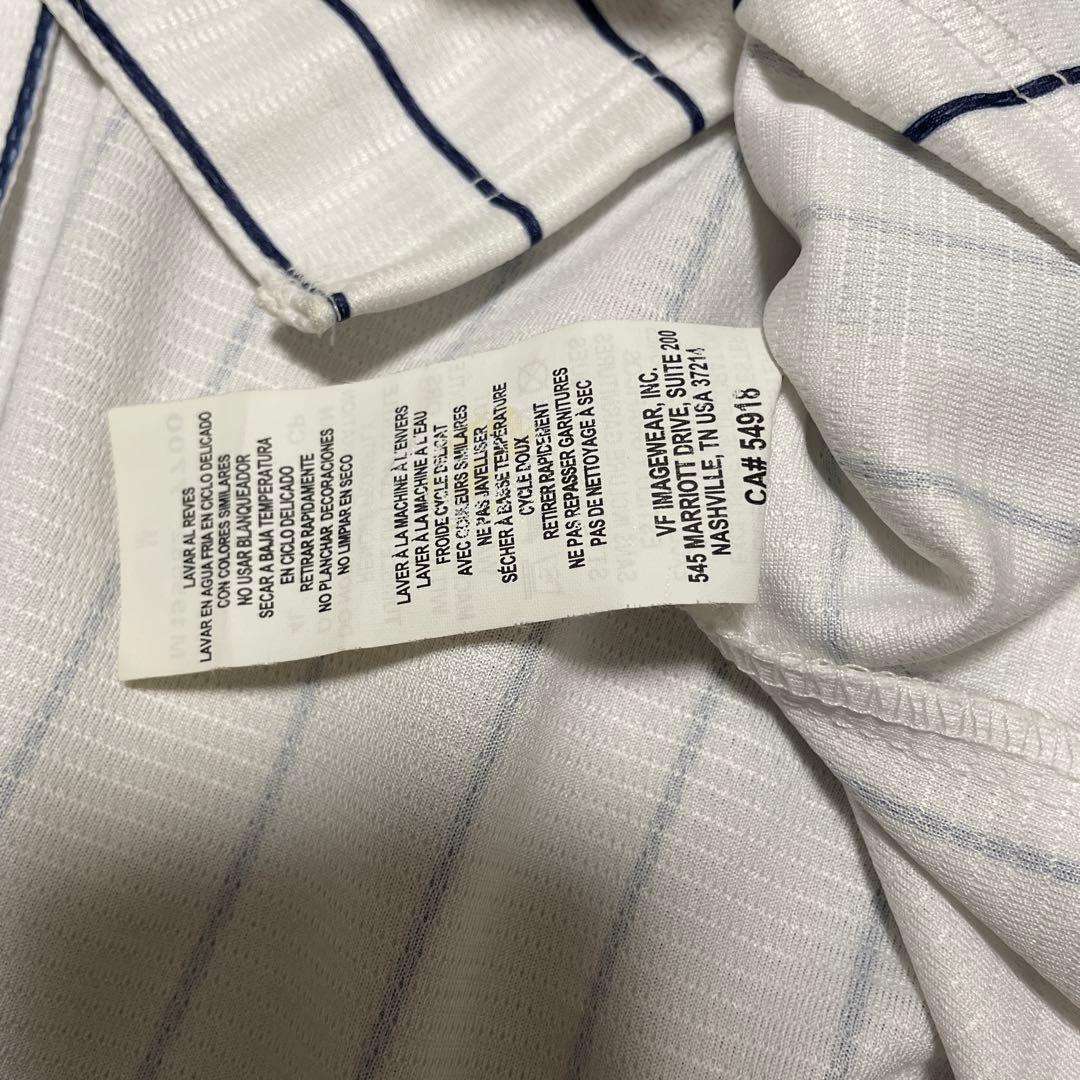 LAVAR AL REVES
LAVAR EN AGUA FRIA EN CICLO DELICADO
CON COLORES SIMILARES
NO USAR BLANQUEADOR
SECAR A BAJA TEMPERATURA
EN CICLO DELICADO
RETIRAR RAPIDAMENTE
NO PLANCHAR DECORACIONES
NO LIMPIAR EN SECO
LAVER À LA MACHINE À L'ENVERS
LAVER À LA MACHINE À L'EAU
FROIDE CYCLE DELICAT
AVEC COULEURS SIMILAIRES
NE PAS JAVELLISER
SÉCHER À BASSE TEMPÉRATURE
CYCLE DOUX
RETIRER RAPIDEMENT
NE PAS REPASSER GARNITURES
PAS DE NETTOYAGE À SEC
VF IMAGEWEAR, INC.
545 MARRIOTT DRIVE, SUITE 200
NASHVILLE, TN USA 37214
CA# 54918